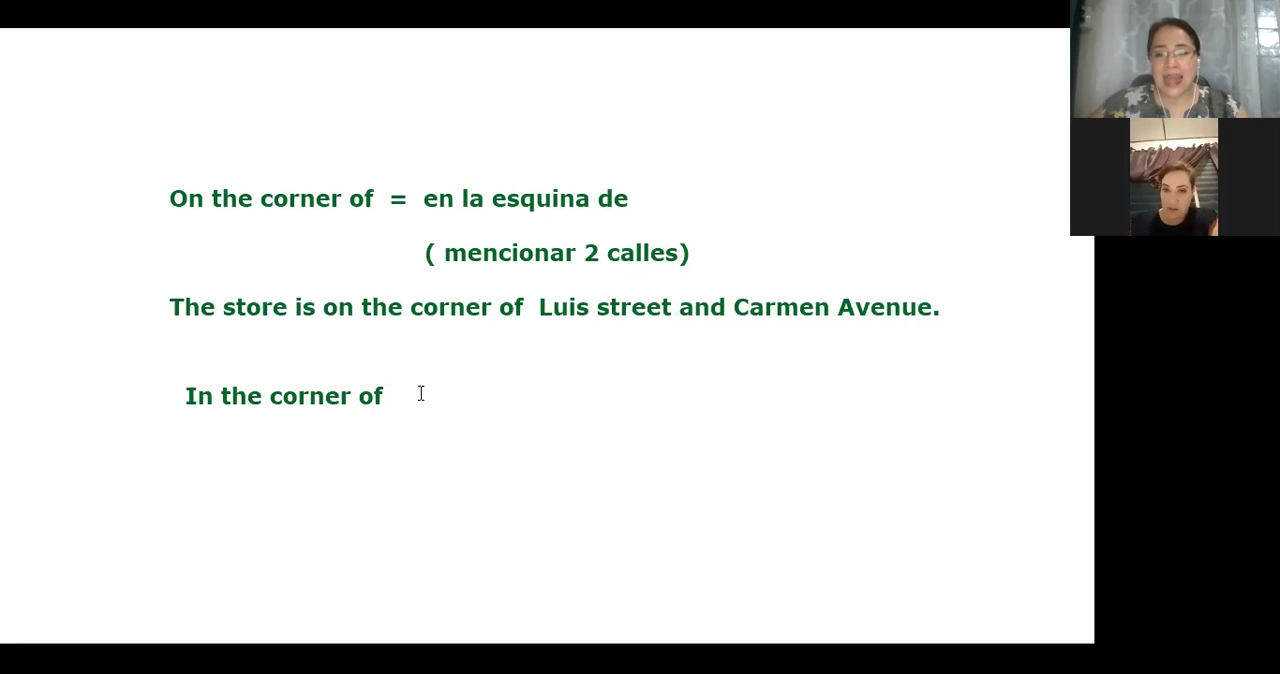 On the corner of = en la esquina de
( mencionar 2 calles)
The store is on the corner of Luis street and Carmen Avenue.
In the corner of